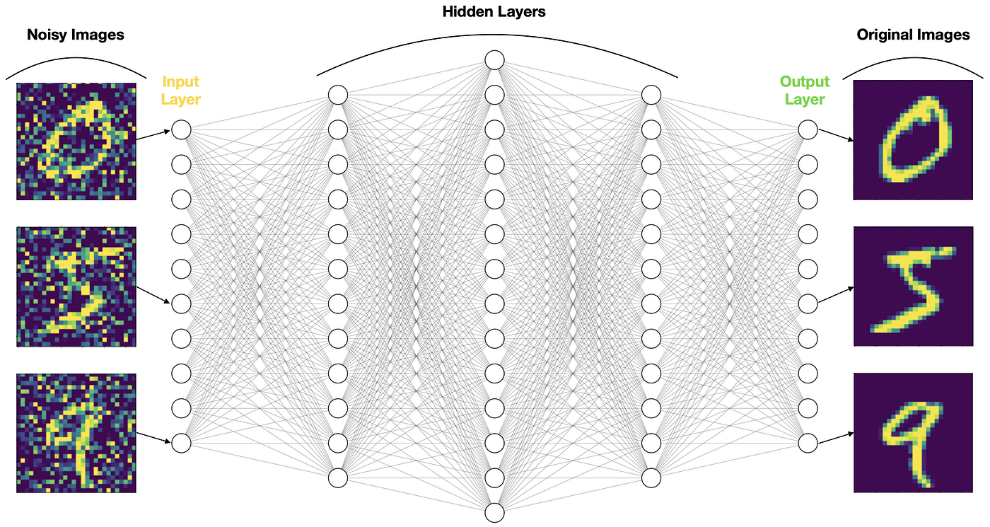 Hidden Layers
Noisy Images
Original Images
Input
Layer
Output
Layer